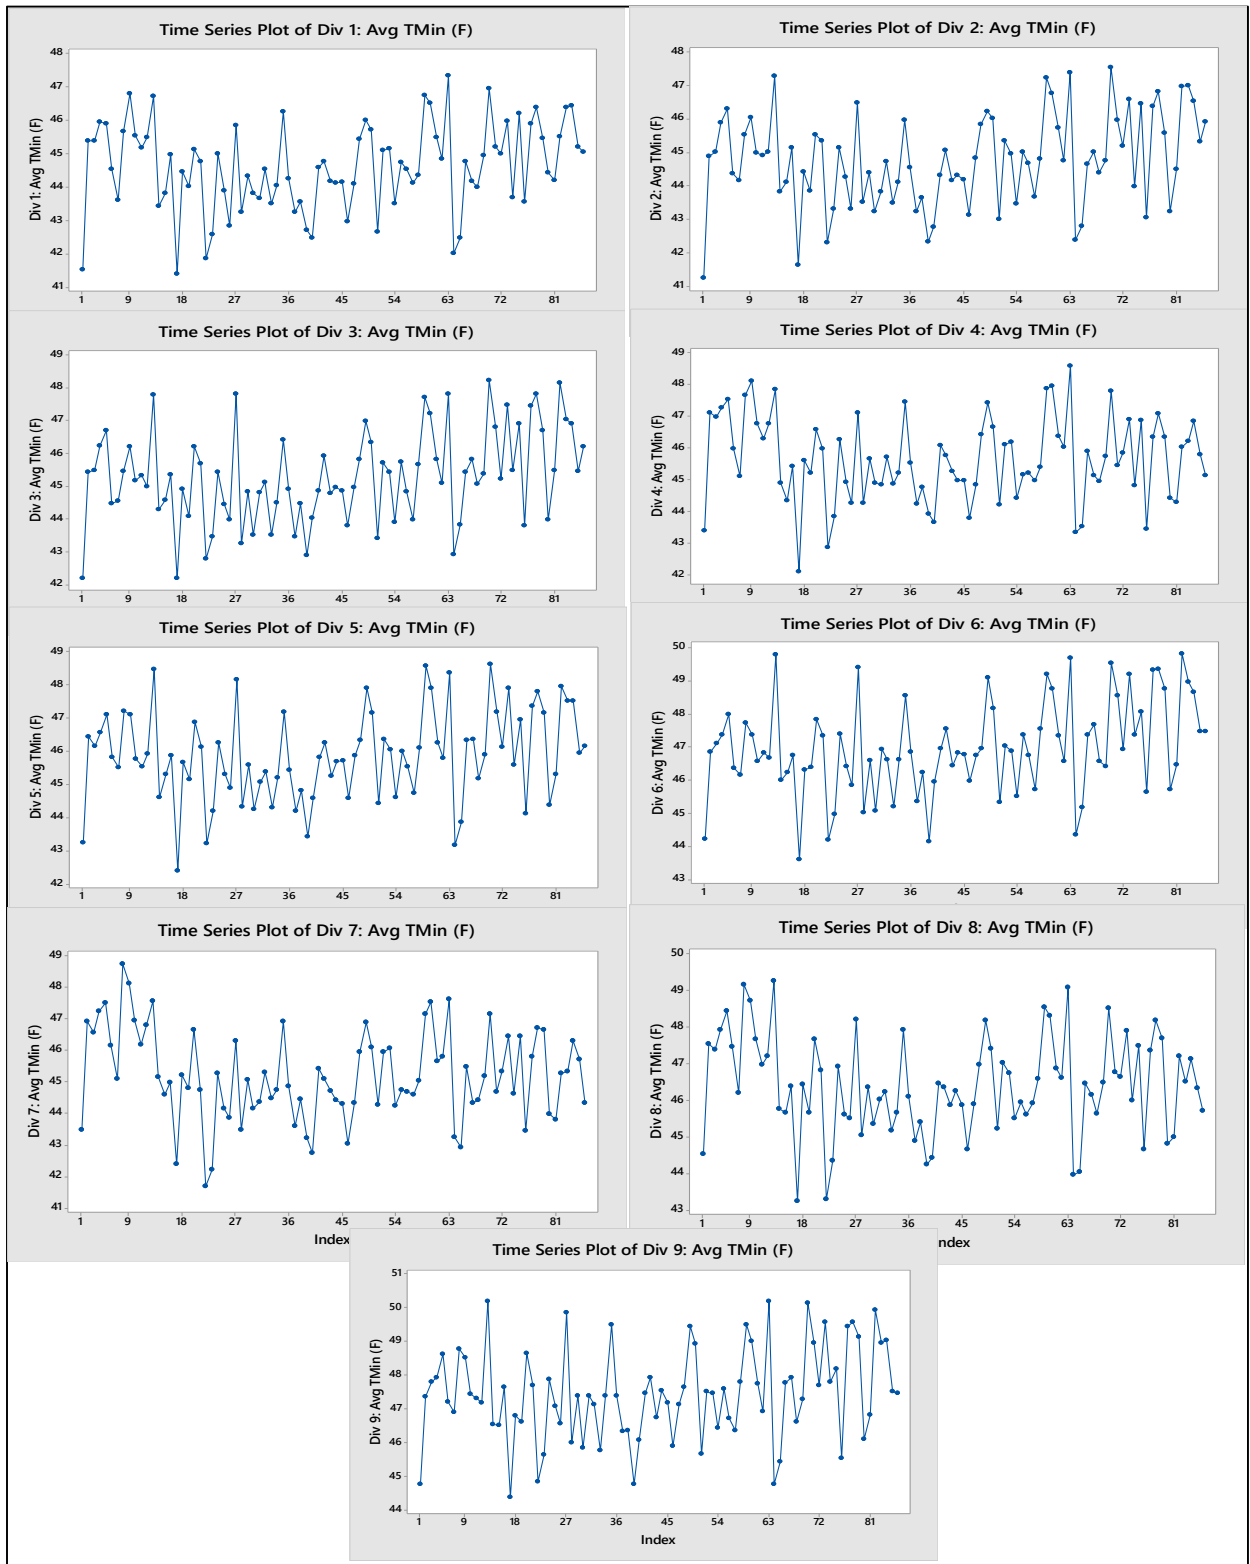 Time Series Plot of Div 1: Avg TMin (F)
Div 1: Avg TMin (F)
48
47
46
45
44
43
42
41
1 9 18 27 36 45 54 63 72 81
Time Series Plot of Div 2: Avg TMin (F)
Div 2: Avg TMin (F)
48
47
46
45
44
43
42
41
1 9 18 27 36 45 54 63 72 81
Time Series Plot of Div 3: Avg TMin (F)
Div 3: Avg TMin (F)
49
48
47
46
45
44
43
42
1 9 18 27 36 45 54 63 72 81
Time Series Plot of Div 4: Avg TMin (F)
Div 4: Avg TMin (F)
49
48
47
46
45
44
43
42
1 9 18 27 36 45 54 63 72 81
Time Series Plot of Div 5: Avg TMin (F)
Div 5: Avg TMin (F)
49
48
47
46
45
44
43
42
1 9 18 27 36 45 54 63 72 81
Time Series Plot of Div 6: Avg TMin (F)
Div 6: Avg TMin (F)
50
49
48
47
46
45
44
43
1 9 18 27 36 45 54 63 72 81
Time Series Plot of Div 7: Avg TMin (F)
Div 7: Avg TMin (F)
49
48
47
46
45
44
43
42
41
1 9 18 27 36 45 54 63 72 81
Index
Time Series Plot of Div 8: Avg TMin (F)
Div 8: Avg TMin (F)
50
49
48
47
46
45
44
43
1 9 18 27 36 45 54 63 72 81
ndex
Time Series Plot of Div 9: Avg TMin (F)
Div 9: Avg TMin (F)
51
50
49
48
47
46
45
44
1 9 18 27 36 45 54 63 72 81
Index